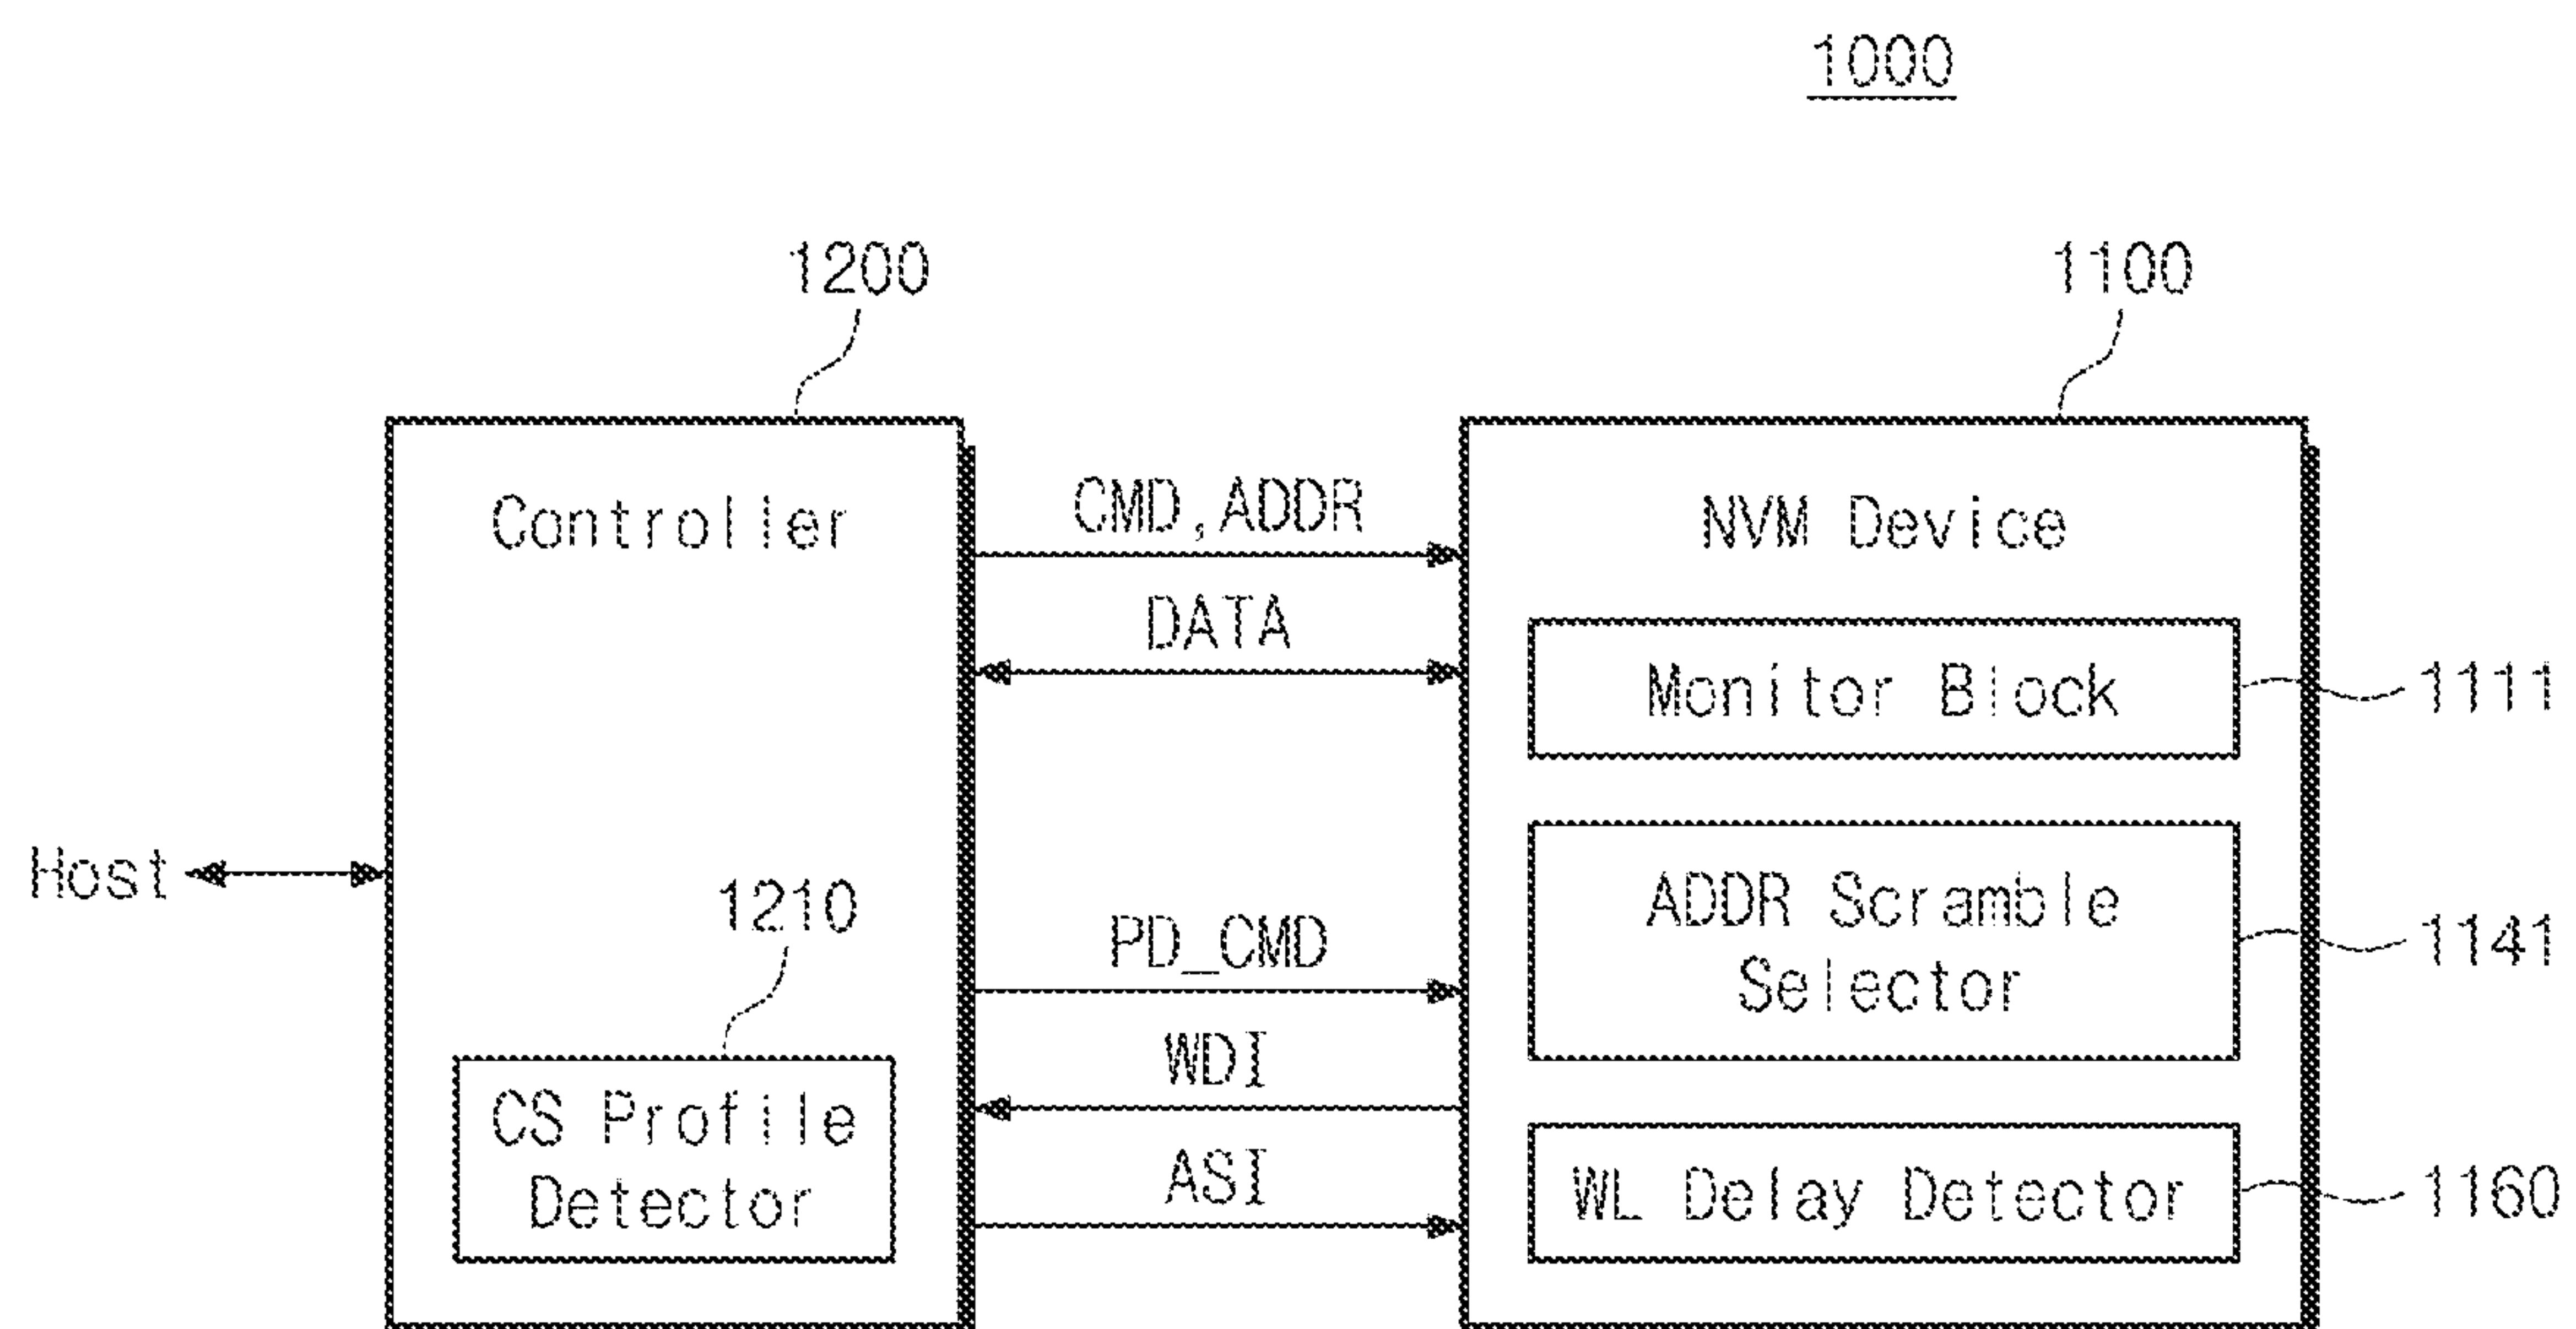 1000
1200
1100
Controller
CMD,ADDR
NVM Device
DATA
Monitor Block
1111
Host
1210
PD_CMD
ADDR Scramble
Selector
1141
WDI
CS Profile
Detector
ASI
WL Delay Detector
1160